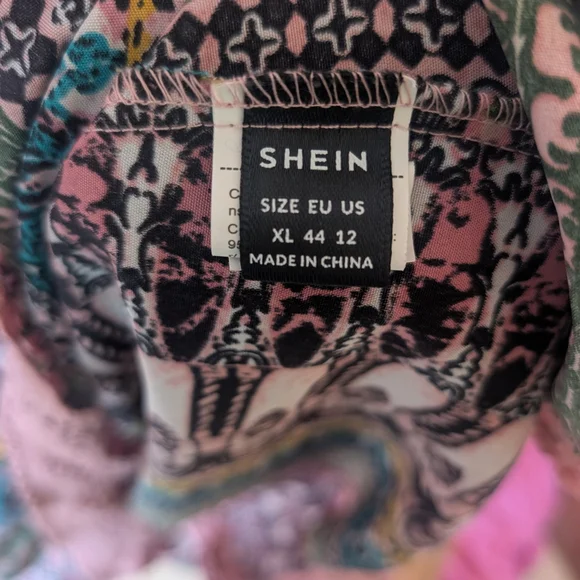 SHEIN
SIZE EU US
XL 44 12
MADE IN CHINA